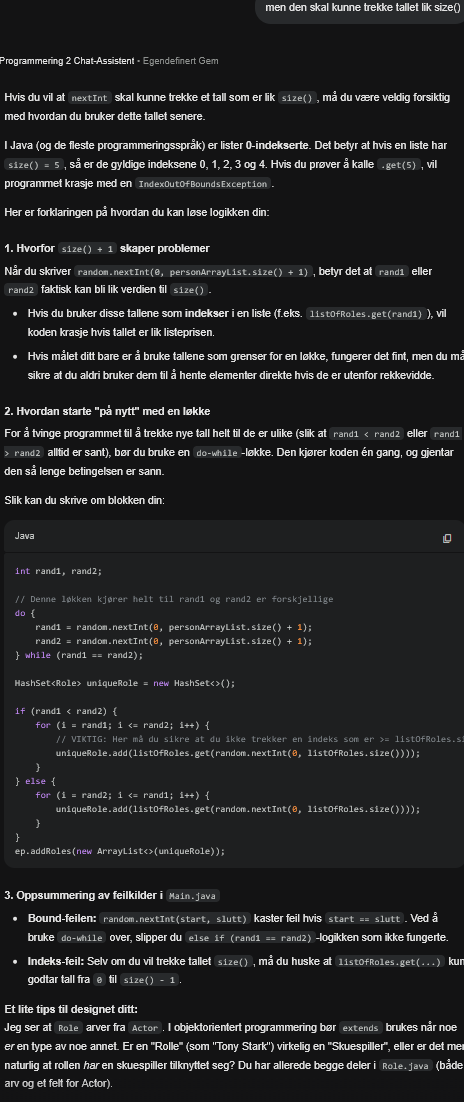 men den skal kunne trekke tallet lik size()
Programmering 2 Chat-Assistent • Egendefinert Gem
Hvis du vil at nextInt skal kunne trekke et tall som er lik size() , må du være veldig forsiktig
med hvordan du bruker dette tallet senere.
I Java (og de fleste programmeringsspråk) er lister 0-indekserte. Det betyr at hvis en liste har
size() = 5 , så er de gyldige indeksene 0, 1, 2, 3 og 4. Hvis du prøver å kalle .get(5) , vil
programmet krasje med en IndexOutOfBoundsException .
Her er forklaringen på hvordan du kan løse logikken din:
1. Hvorfor size() + 1 skaper problemer
Når du skriver random.nextInt(0, personArrayList.size() + 1) , betyr det at rand1 eller
rand2 faktisk kan bli lik verdien til size() .
• Hvis du bruker disse tallene som indekser i en liste (f.eks. listOfRoles.get(rand1) ), vil
koden krasje hvis tallet er lik listeprisen.
• Hvis målet ditt bare er å bruke tallene som grenser for en løkke, fungerer det fint, men du må
sikre at du aldri bruker dem til å hente elementer direkte hvis de er utenfor rekkevidde.
2. Hvordan starte "på nytt" med en løkke
For å tvinge programmet til å trekke nye tall helt til de er ulike (slik at rand1 < rand2 eller rand1
> rand2 alltid er sant), bør du bruke en do-while -løkke. Den kjører koden én gang, og gjentar
den så lenge betingelsen er sann.
Slik kan du skrive om blokken din:
Java
int rand1, rand2;
// Denne løkken kjører helt til rand1 og rand2 er forskjellige
do {
rand1 = random.nextInt(0, personArrayList.size() + 1);
rand2 = random.nextInt(0, personArrayList.size() + 1);
} while (rand1 == rand2);
HashSet<Role> uniqueRole = new HashSet<>();
if (rand1 < rand2) {
for (i = rand1; i <= rand2; i++) {
// VIKTIG: Her må du sikre at du ikke trekker en indeks som er >= listOfRoles.si
uniqueRole.add(listOfRoles.get(random.nextInt(0, listOfRoles.size())));
}
} else {
for (i = rand2; i <= rand1; i++) {
uniqueRole.add(listOfRoles.get(random.nextInt(0, listOfRoles.size())));
}
}
ep.addRoles(new ArrayList<>(uniqueRole));
3. Oppsummering av feilkilder i Main.java
• Bound-feilen: random.nextInt(start, slutt) kaster feil hvis start == slutt . Ved å
bruke do-while over, slipper du else if (rand1 == rand2) -logikken som ikke fungerte.
• Indeks-feil: Selv om du vil trekke tallet size() , må du huske at listOfRoles.get(...) kun
godtar tall fra 0 til size() - 1 .
Et lite tips til designet ditt:
Jeg ser at Role arver fra Actor . I objektorientert programmering bør extends brukes når noe
er en type av noe annet. Er en "Rolle" (som "Tony Stark") virkelig en "Skuespiller", eller er det mer
naturlig at rollen har en skuespiller tilknyttet seg? Du har allerede begge deler i Role.java (både
arv og et felt for Actor).